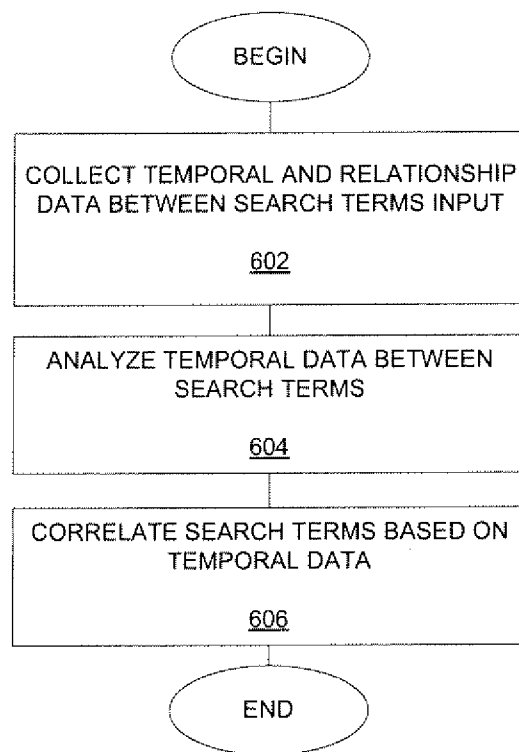 BEGIN
COLLECT TEMPORAL AND RELATIONSHIP
DATA BETWEEN SEARCH TERMS INPUT
602
ANALYZE TEMPORAL DATA BETWEEN
SEARCH TERMS
604
CORRELATE SEARCH TERMS BASED ON
TEMPORAL DATA
606
END